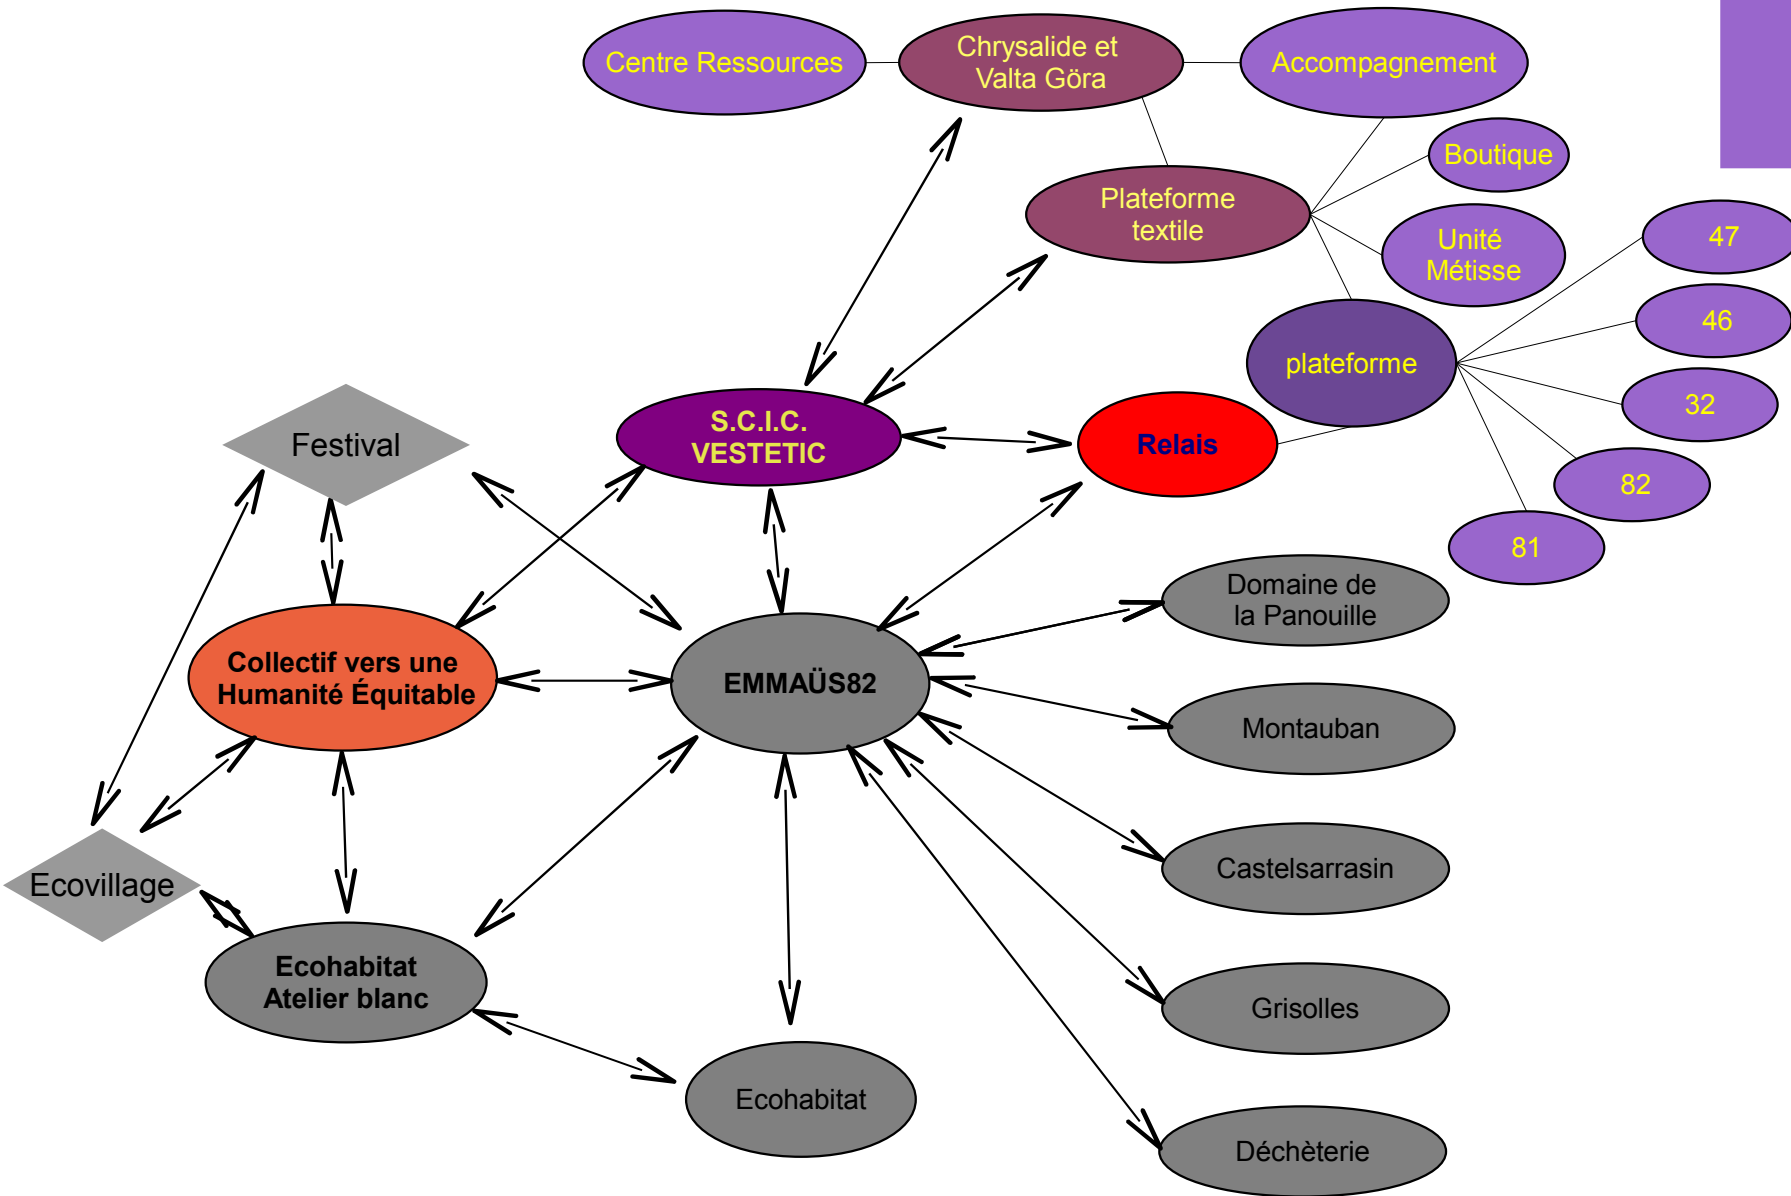 Centre Ressources
Chrysalide et
Valta Göra
Accompagnement
Boutique
Plateforme
textile
Unité
Métisse
47
46
plateforme
32
S.C.I.C.
VESTETIC
Relais
Festival
82
81
Domaine de
la Panouille
Collectif vers une
Humanité Équitable
EMMAÜS82
Montauban
Castelsarrasin
Ecovillage
Ecohabitat
Atelier blanc
Grisolles
Ecohabitat
Déchèterie